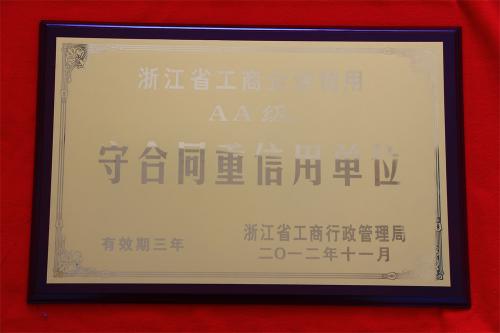 浙江省工商企业信用
AA级
守合同重信用单位
有效期三年
浙江省工商行政管理局
二〇一二年十一月